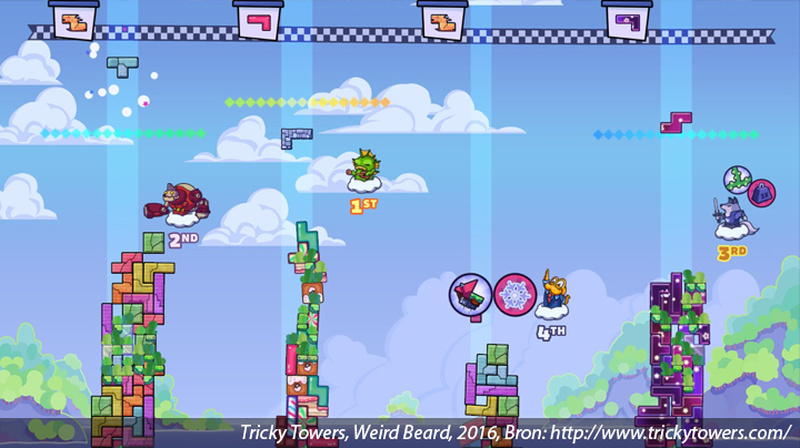 1ST
2ND
3RD
4TH
Tricky Towers, Weird Beard, 2016, Bron: http://www.trickytowers.com/